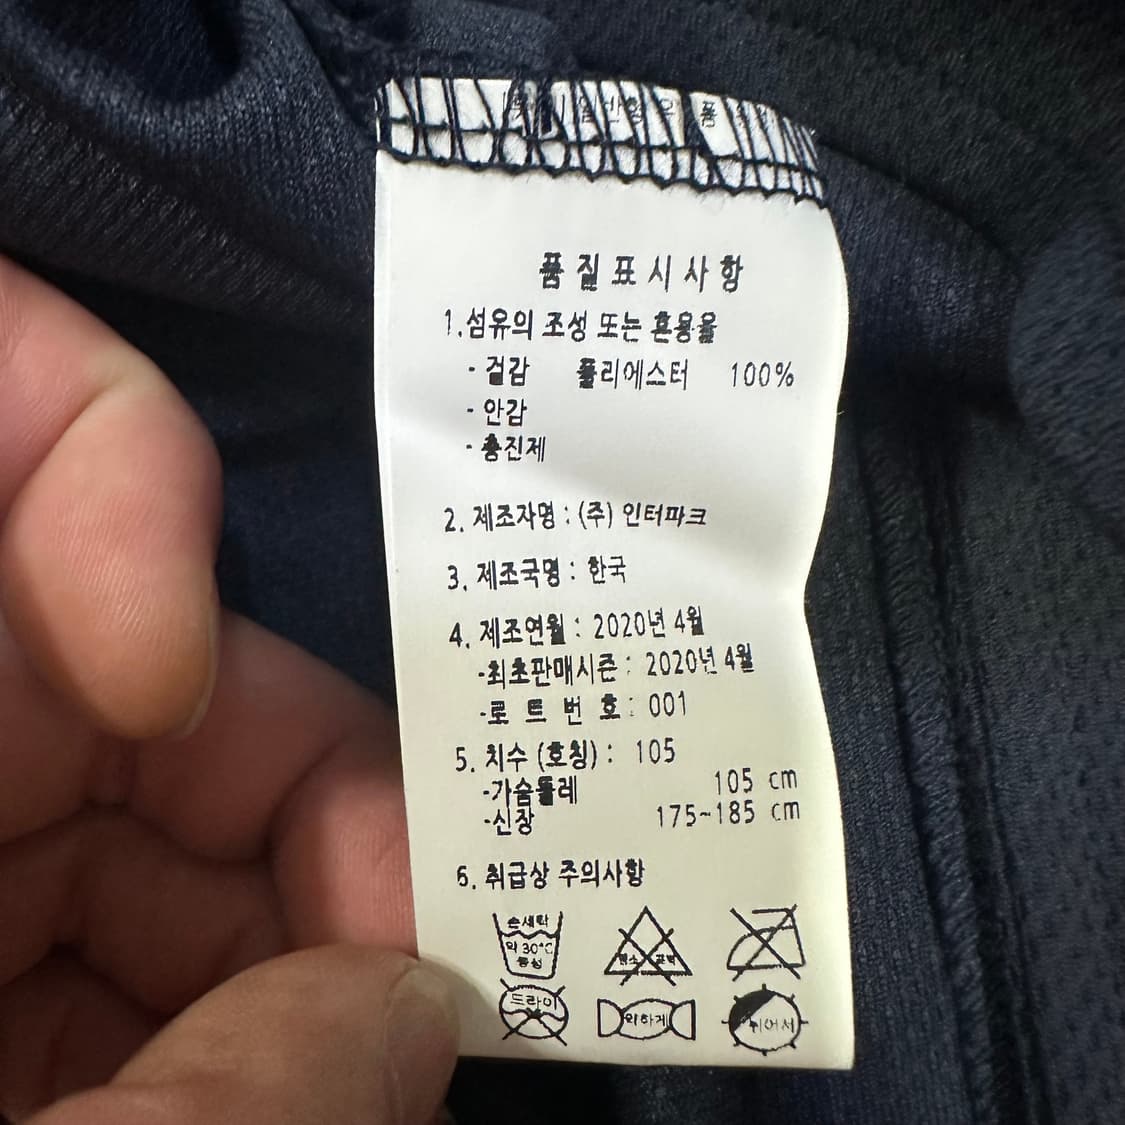 품질표시사항
1.섬유의 조성 또는 혼용율
- 겉감 폴리에스터 100%
- 안감
- 충진제
2. 제조자명 : (주) 인터파크
3. 제조국명 : 한국
4. 제조연월 : 2020년 4월
-최초판매시즌 : 2020년 4월
-로 트 번 호 : 001
5. 치수 (호칭) : 105
-가슴둘레 105 cm
-신장 175~185 cm
6. 취급상 주의사항
손세탁
약 30°C
중성
염소 표백
드라이
약하게
뉘어서